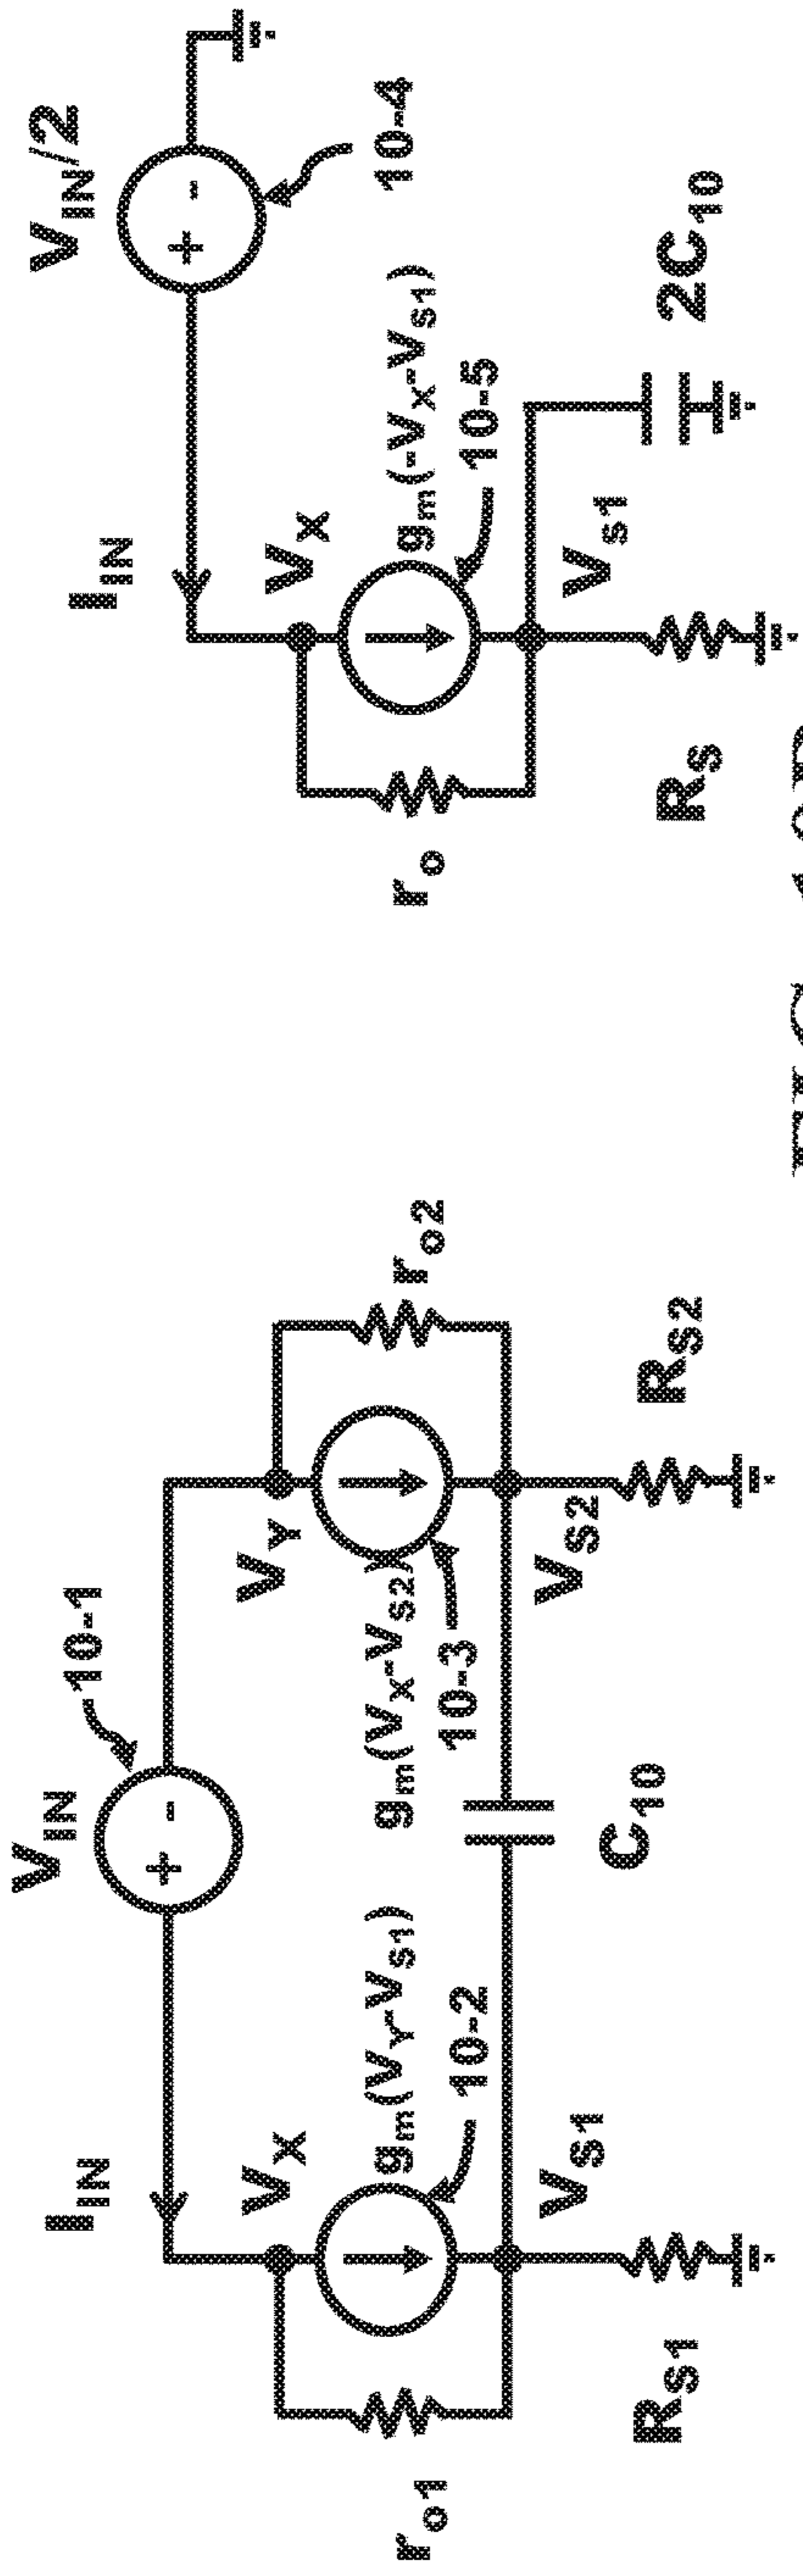 V_IN
10-1
I_IN
V_X
V_Y
r_o1
g_m(V_Y-V_S1)
10-2
g_m(V_X-V_S2)
10-3
r_o2
V_S1
V_S2
R_S1
C_10
R_S2
V_IN/2
10-4
I_IN
V_X
r_o
g_m(-V_X-V_s1)
10-5
V_s1
R_S
2C_10